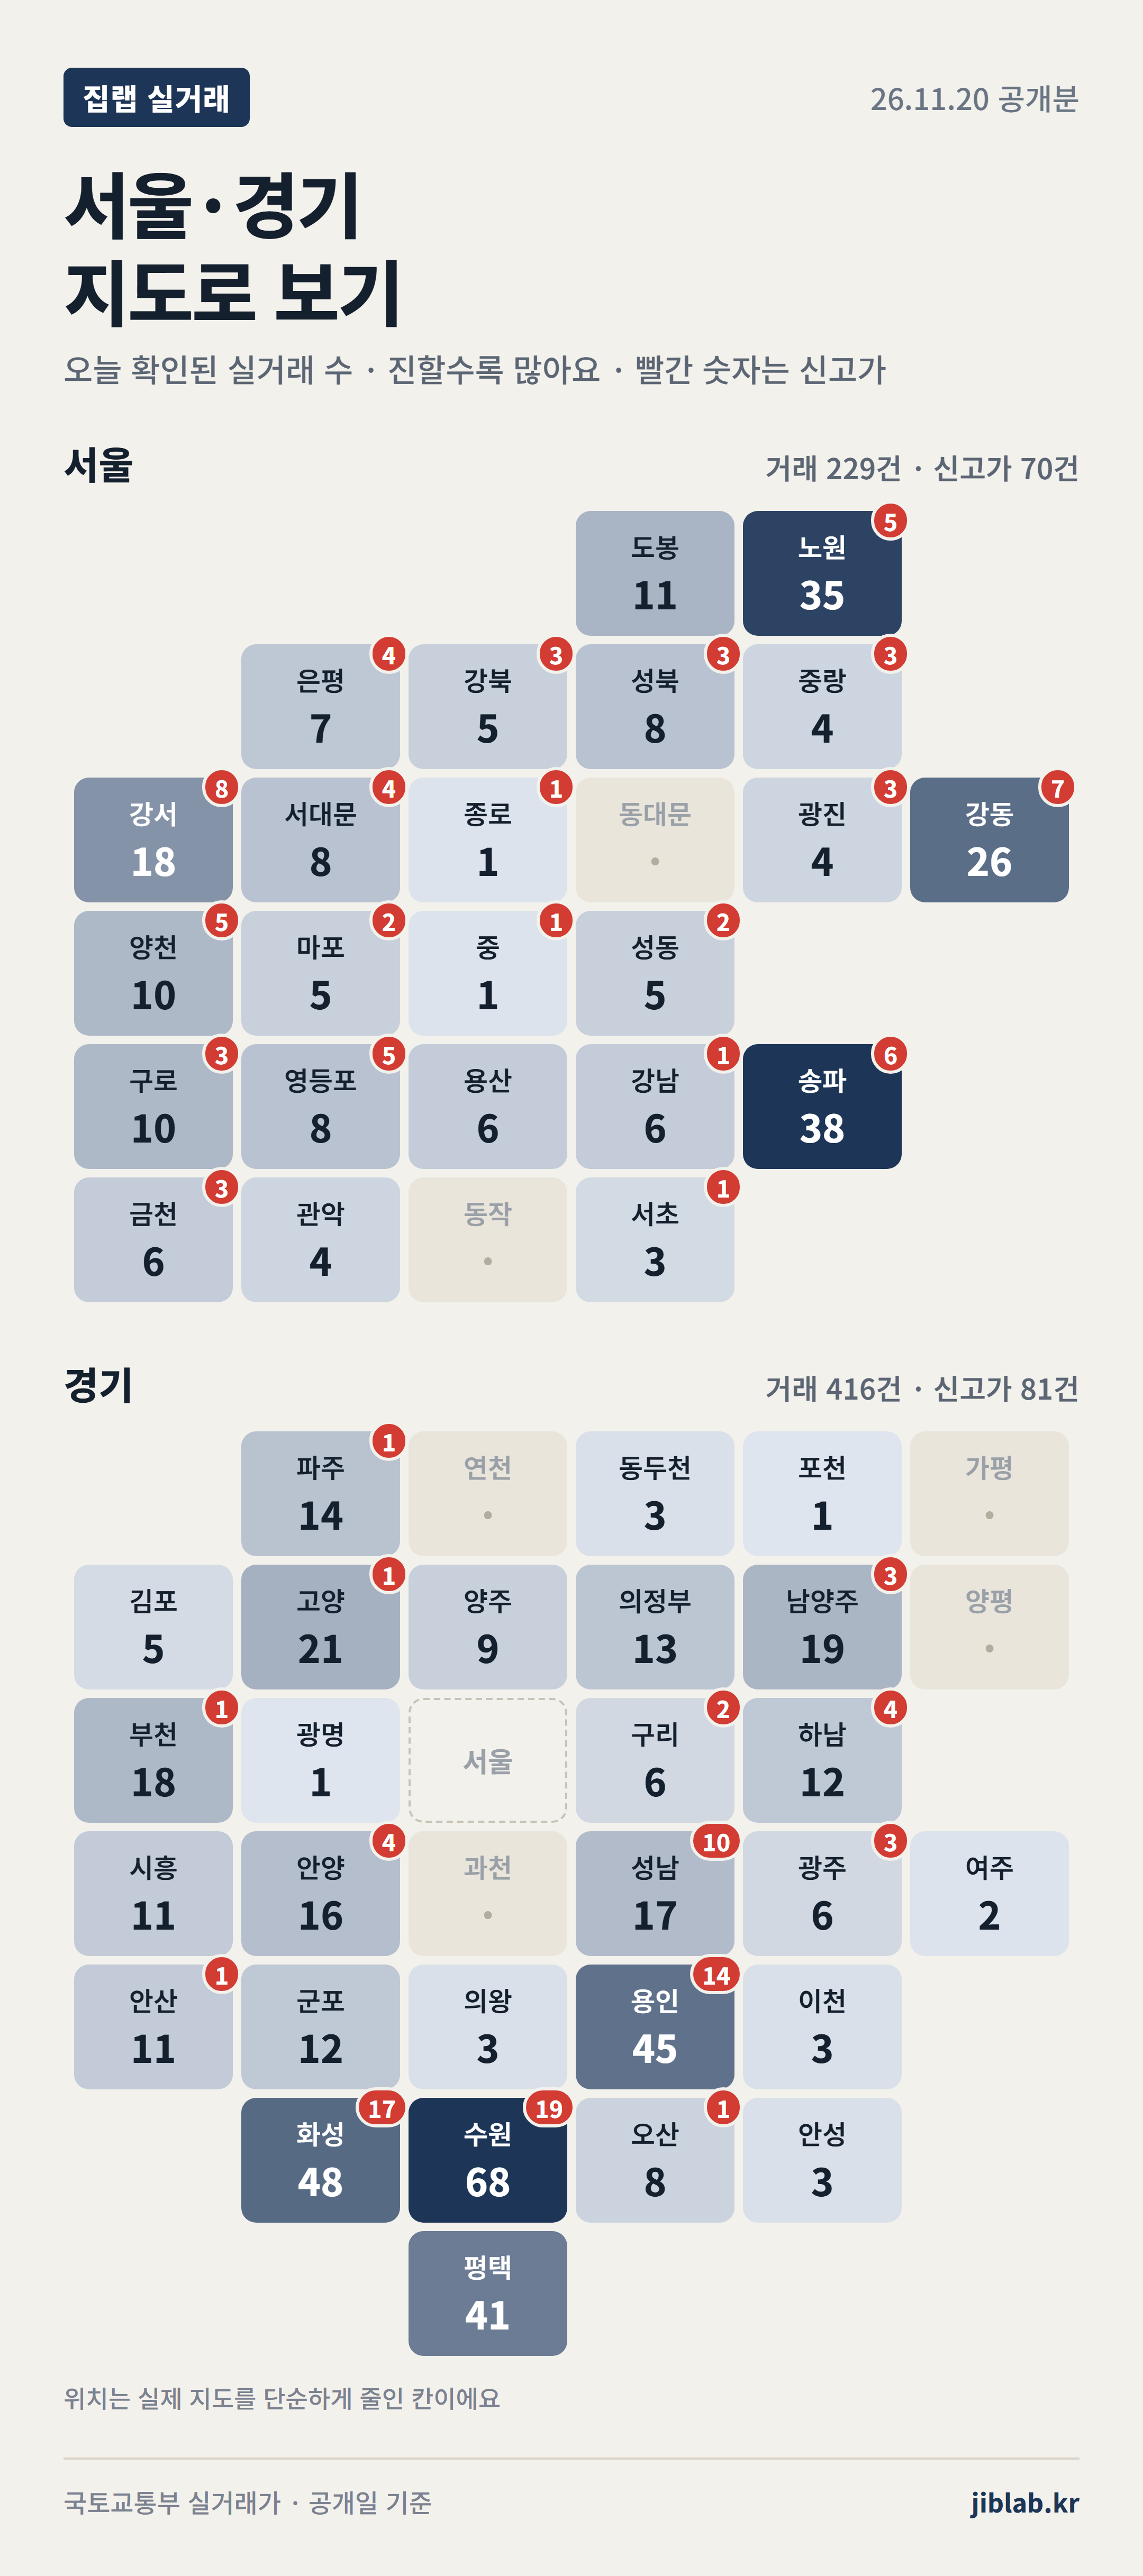 집랩 실거래
26.11.20 공개분
서울·경기
지도로 보기
오늘 확인된 실거래 수 · 진할수록 많아요 · 빨간 숫자는 신고가
서울
거래 229건 · 신고가 70건
도봉
11
노원
35
5
은평
7
4
강북
5
3
성북
8
3
중랑
4
3
강서
18
8
서대문
8
4
종로
1
1
동대문
·
광진
4
3
강동
26
7
양천
10
5
마포
5
2
중
1
1
성동
5
2
구로
10
3
영등포
8
5
용산
6
강남
6
1
송파
38
6
금천
6
3
관악
4
동작
·
서초
3
1
경기
거래 416건 · 신고가 81건
파주
14
1
연천
·
동두천
3
포천
1
가평
·
김포
5
고양
21
1
양주
9
의정부
13
남양주
19
3
양평
·
부천
18
1
광명
1
서울
구리
6
2
하남
12
4
시흥
11
안양
16
4
과천
·
성남
17
10
광주
6
3
여주
2
안산
11
1
군포
12
의왕
3
용인
45
14
이천
3
화성
48
17
수원
68
19
오산
8
1
안성
3
평택
41
위치는 실제 지도를 단순하게 줄인 칸이에요
국토교통부 실거래가 · 공개일 기준
jiblab.kr